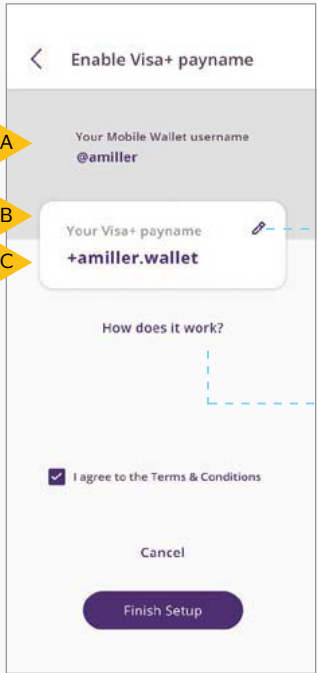 Enable Visa+ payname
A
Your Mobile Wallet username
@amiller
B
Your Visa+ payname
C
+amiller.wallet
How does it work?
I agree to the Terms & Conditions
Cancel
Finish Setup